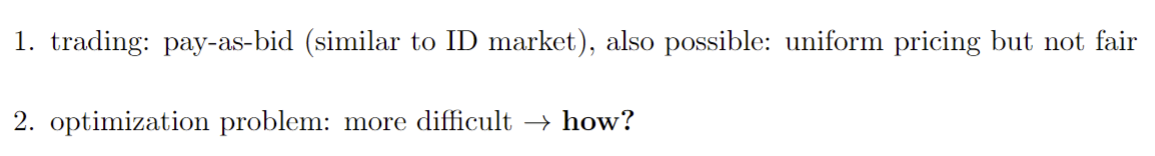 1. trading: pay-as-bid (similar to ID market), also possible: uniform pricing but not fair
2. optimization problem: more difficult → how?